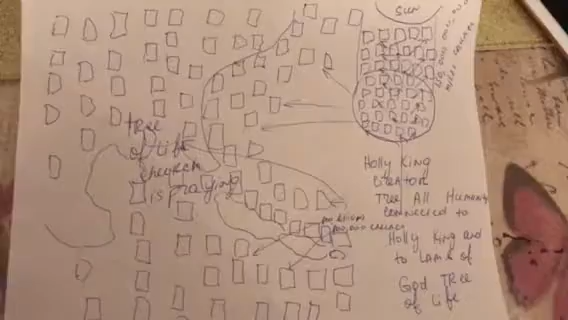 SUN
TREE
OF Life
CHURCH
is praying
Holly King
CREATOR
TREE All Humans
connected to
Holly King and
to LAMB of
God TREE
of Life